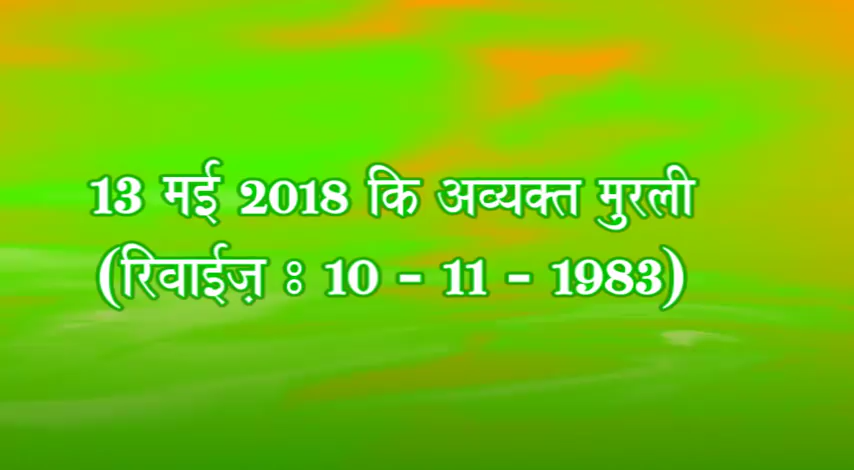 13 मई 2018 कि अव्यक्त मुरली
(रिवाईज़ : 10 - 11 - 1983)